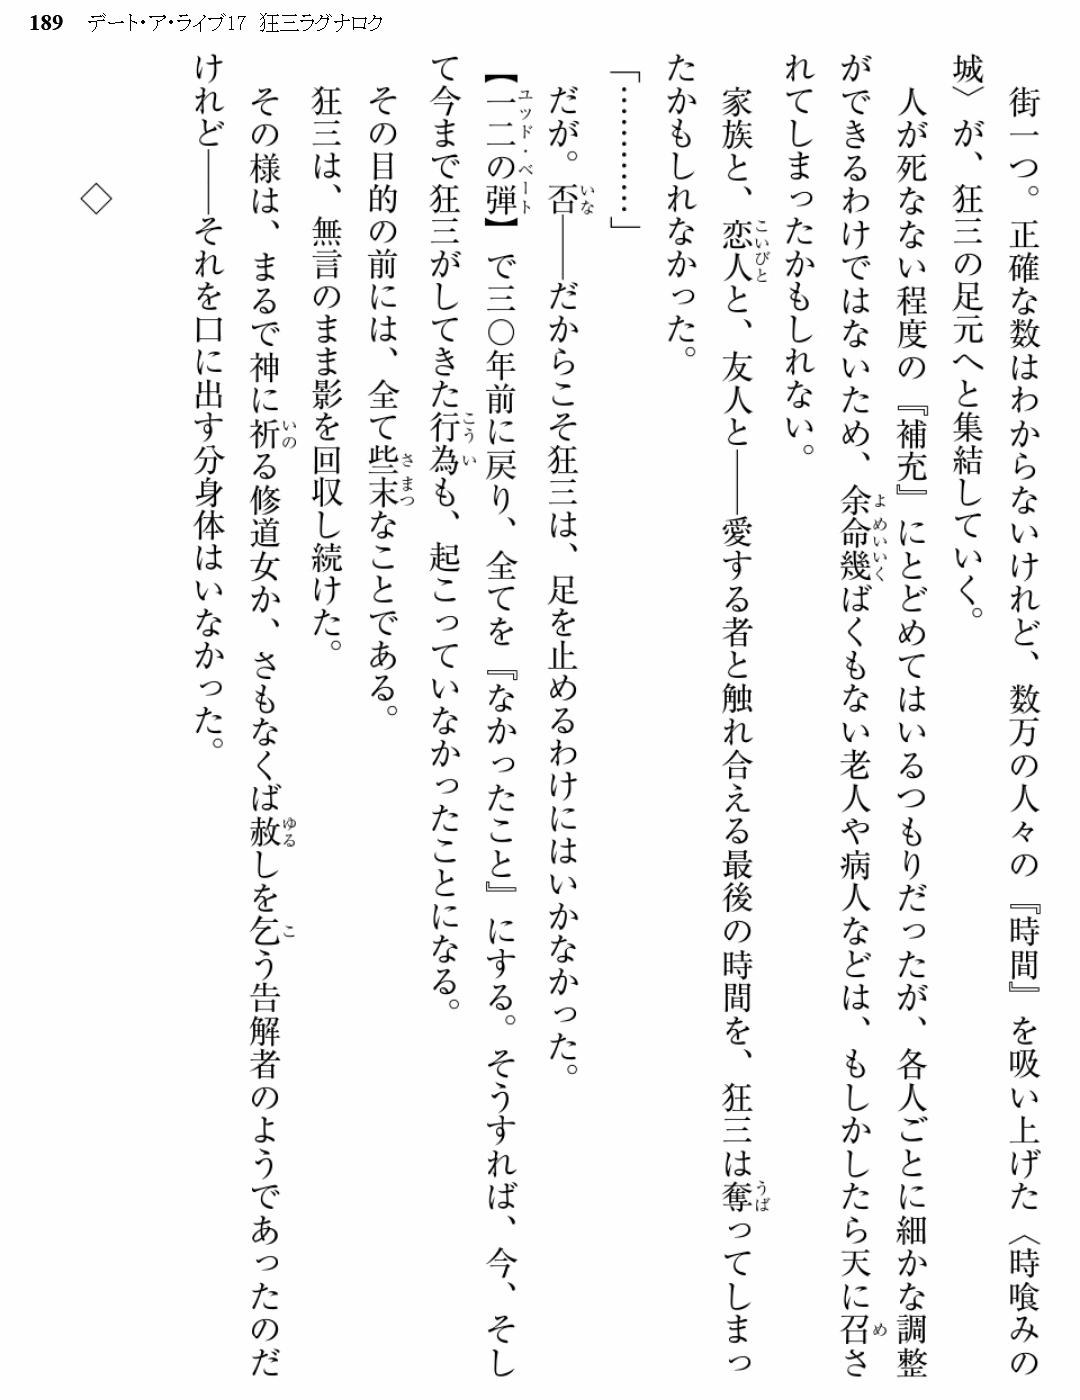 189 デート・ア・ライブ17 狂三ラグナロク
街一つ。正確な数はわからないけれど、数万の人々の『時間』を吸い上げた〈時喰みの
城〉が、狂三の足元へと集結していく。
人が死なない程度の『補充』にとどめてはいるつもりだったが、各人ごとに細かな調整
ができるわけではないため、余命幾ばくもない老人や病人などは、もしかしたら天に召さ
れてしまったかもしれない。
家族と、恋人と、友人と――愛する者と触れ合える最後の時間を、狂三は奪ってしまっ
たかもしれなかった。
「…………」
だが。否――だからこそ狂三は、足を止めるわけにはいかなかった。
【一二の弾】で三〇年前に戻り、全てを『なかったこと』にする。そうすれば、今、そし
て今まで狂三がしてきた行為も、起こっていなかったことになる。
その目的の前には、全て些末なことである。
狂三は、無言のまま影を回収し続けた。
その様は、まるで神に祈る修道女か、さもなくば赦しを乞う告解者のようであったのだ
けれど――それを口に出す分身体はいなかった。
◇